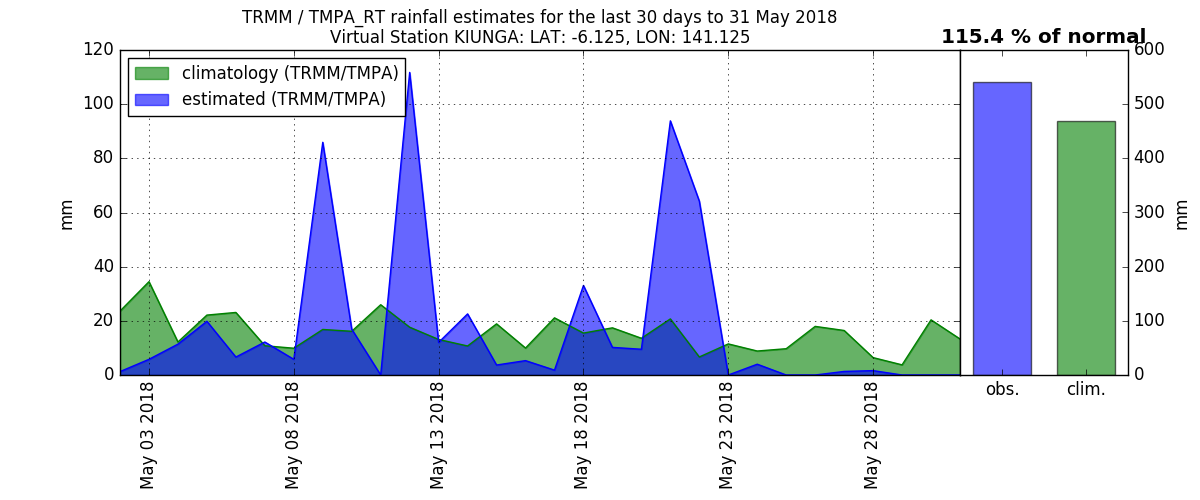 TRMM / TMPA_RT rainfall estimates for the last 30 days to 31 May 2018
Virtual Station KIUNGA: LAT: -6.125, LON: 141.125
115.4 % of normal
climatology (TRMM/TMPA)
estimated (TRMM/TMPA)
120
100
80
60
40
20
0
mm
May 03 2018
May 08 2018
May 13 2018
May 18 2018
May 23 2018
May 28 2018
600
500
400
300
200
100
0
mm
obs.
clim.